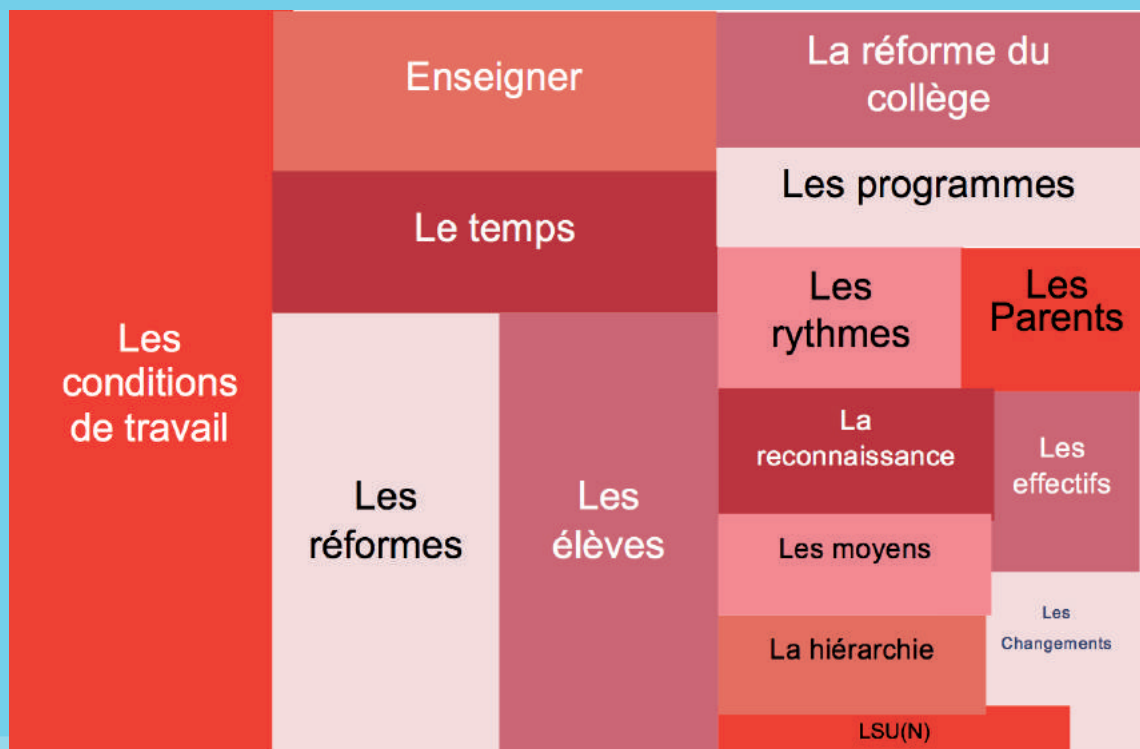 Les
conditions
de travail
Enseigner
Le temps
Les
réformes
Les
élèves
La réforme du
collège
Les programmes
Les
rythmes
Les
Parents
La
reconnaissance
Les
effectifs
Les moyens
La hiérarchie
Les
Changements
LSU(N)